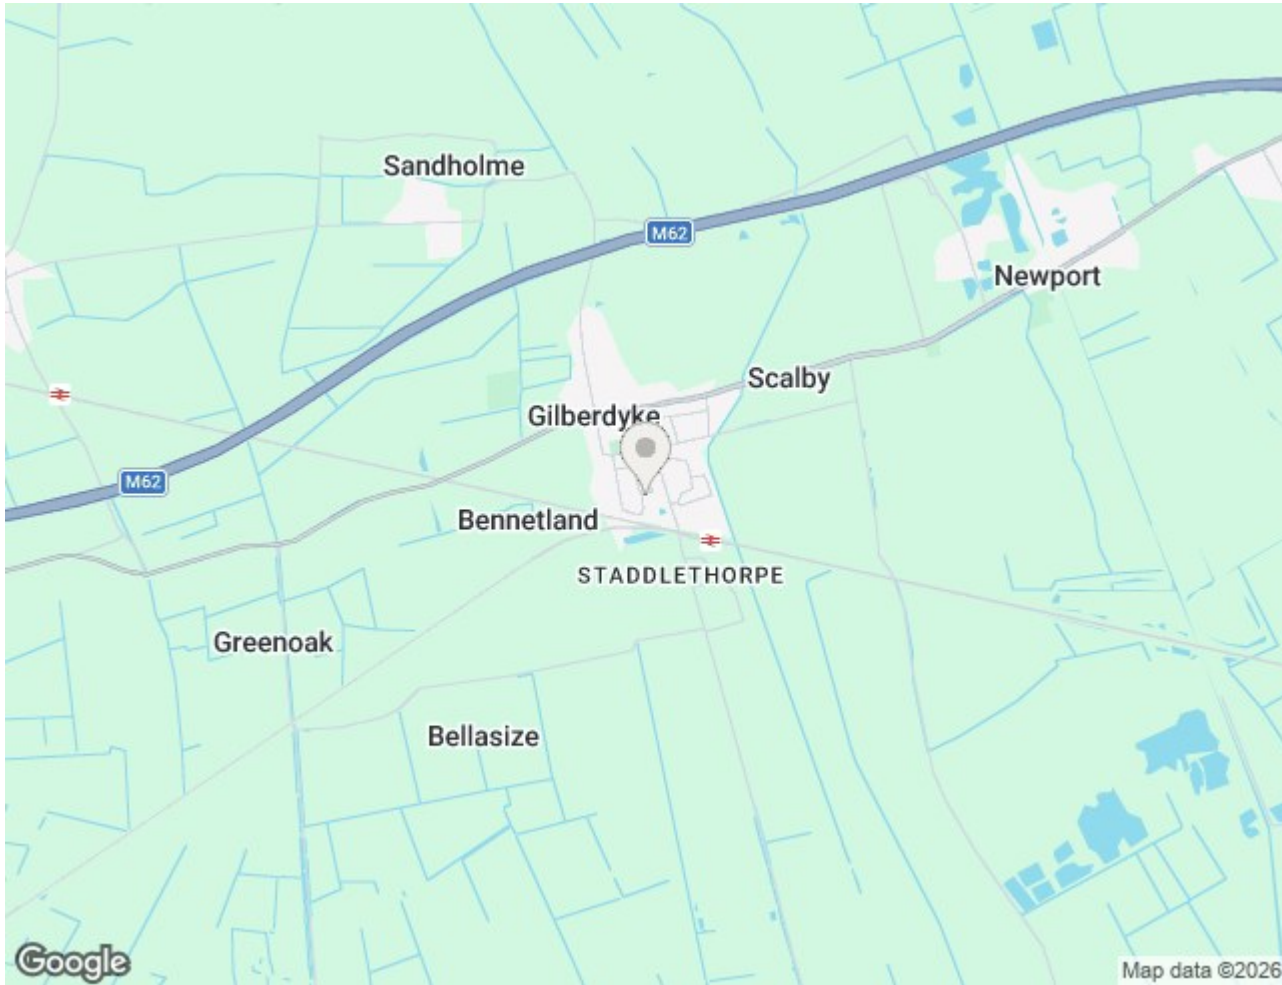 Sandholme
M62
Newport
Scalby
Gilberdyke
M62
Bennetland
STADDLETHORPE
Greenoak
Bellasize
Google
Map data ©2026